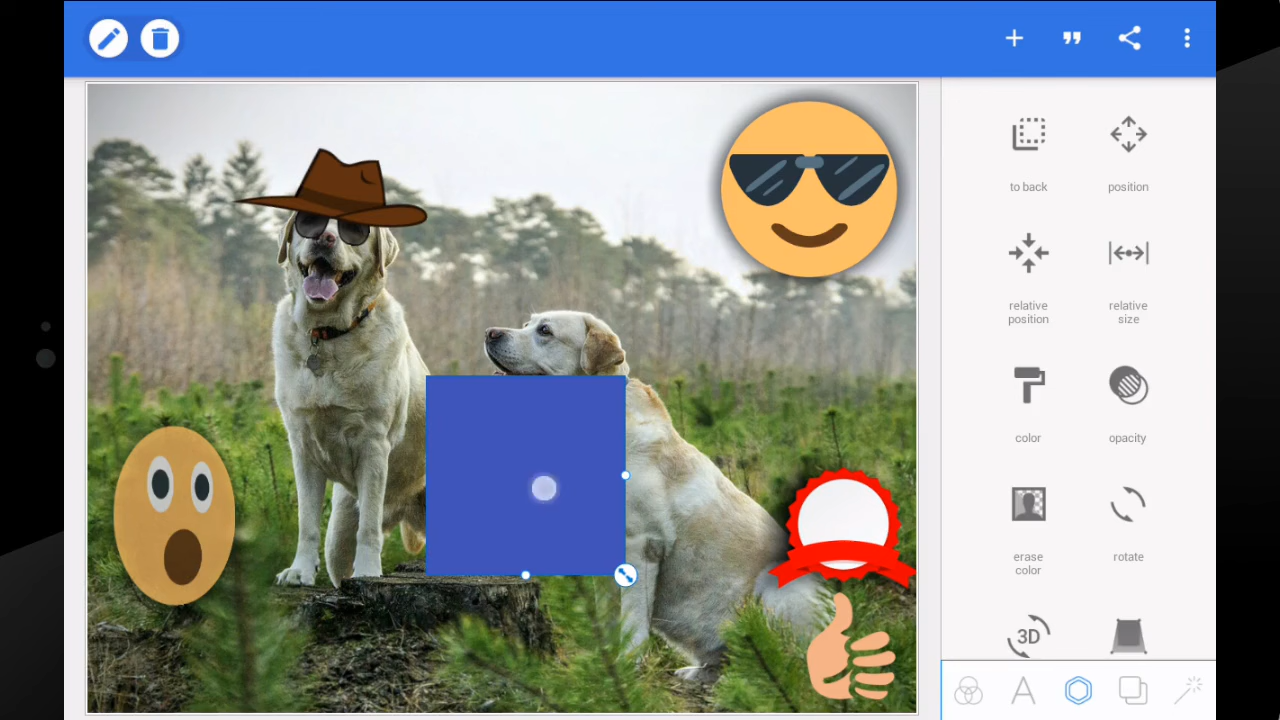 to back
position
relative
position
relative
size
color
opacity
erase
color
rotate
3D